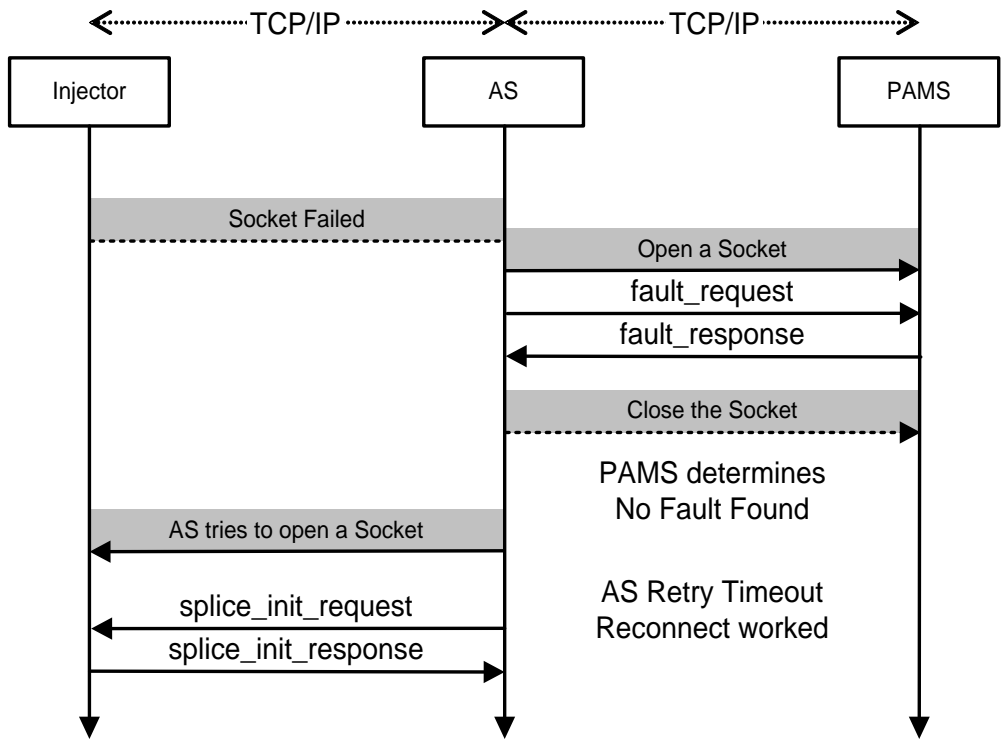 TCP/IP
TCP/IP
Injector
AS
PAMS
Socket Failed
Open a Socket
fault_request
fault_response
Close the Socket
PAMS determines
No Fault Found
AS tries to open a Socket
AS Retry Timeout
Reconnect worked
splice_init_request
splice_init_response